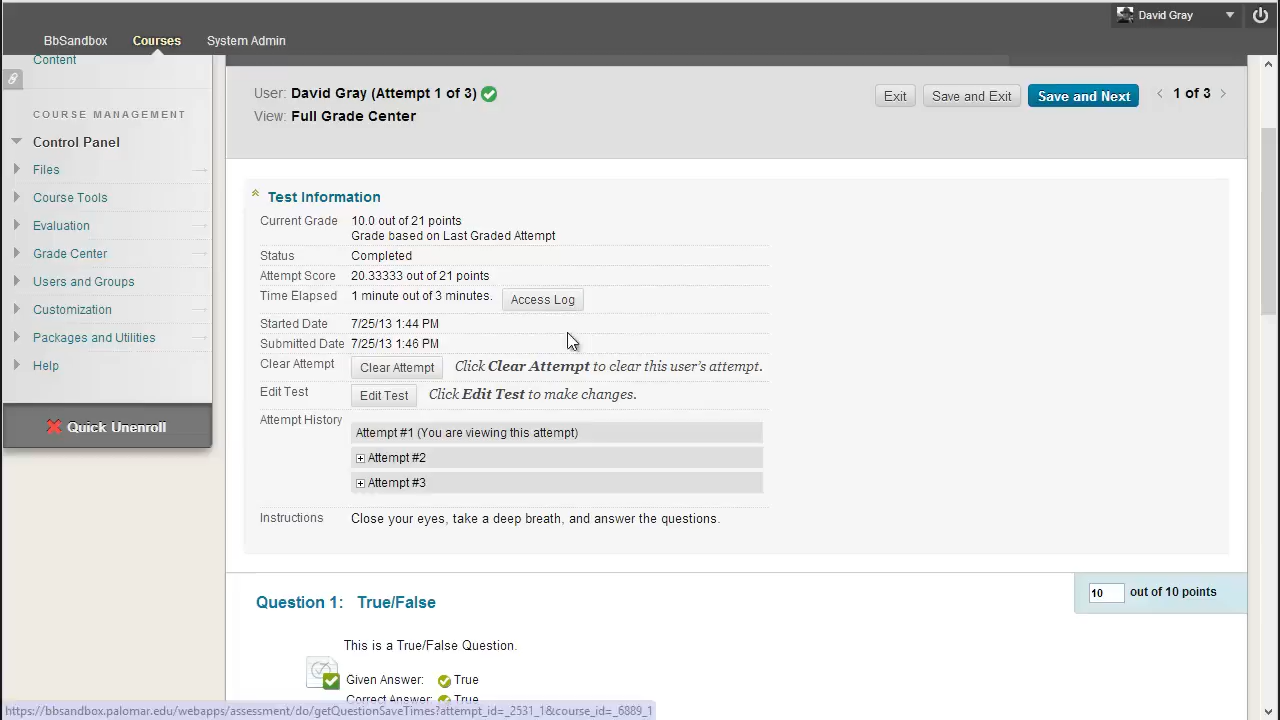 David Gray
BbSandbox
Courses
System Admin
Content
COURSE MANAGEMENT
Control Panel
Files
Course Tools
Evaluation
Grade Center
Users and Groups
Customization
Packages and Utilities
Help
Quick Unenroll
User: David Gray (Attempt 1 of 3)
View: Full Grade Center
Exit
Save and Exit
Save and Next
1 of 3
Test Information
Current Grade 10.0 out of 21 points
Grade based on Last Graded Attempt
Status Completed
Attempt Score 20.33333 out of 21 points
Time Elapsed 1 minute out of 3 minutes. Access Log
Started Date 7/25/13 1:44 PM
Submitted Date 7/25/13 1:46 PM
Clear Attempt Clear Attempt Click Clear Attempt to clear this user's attempt.
Edit Test Edit Test Click Edit Test to make changes.
Attempt History
Attempt #1 (You are viewing this attempt)
Attempt #2
Attempt #3
Instructions Close your eyes, take a deep breath, and answer the questions.
Question 1: True/False
10 out of 10 points
This is a True/False Question.
Given Answer: True
Correct Answer: True
https://bbsandbox.palomar.edu/webapps/assessment/do/getQuestionSaveTimes?attempt_id=_2531_1&course_id=_6889_1